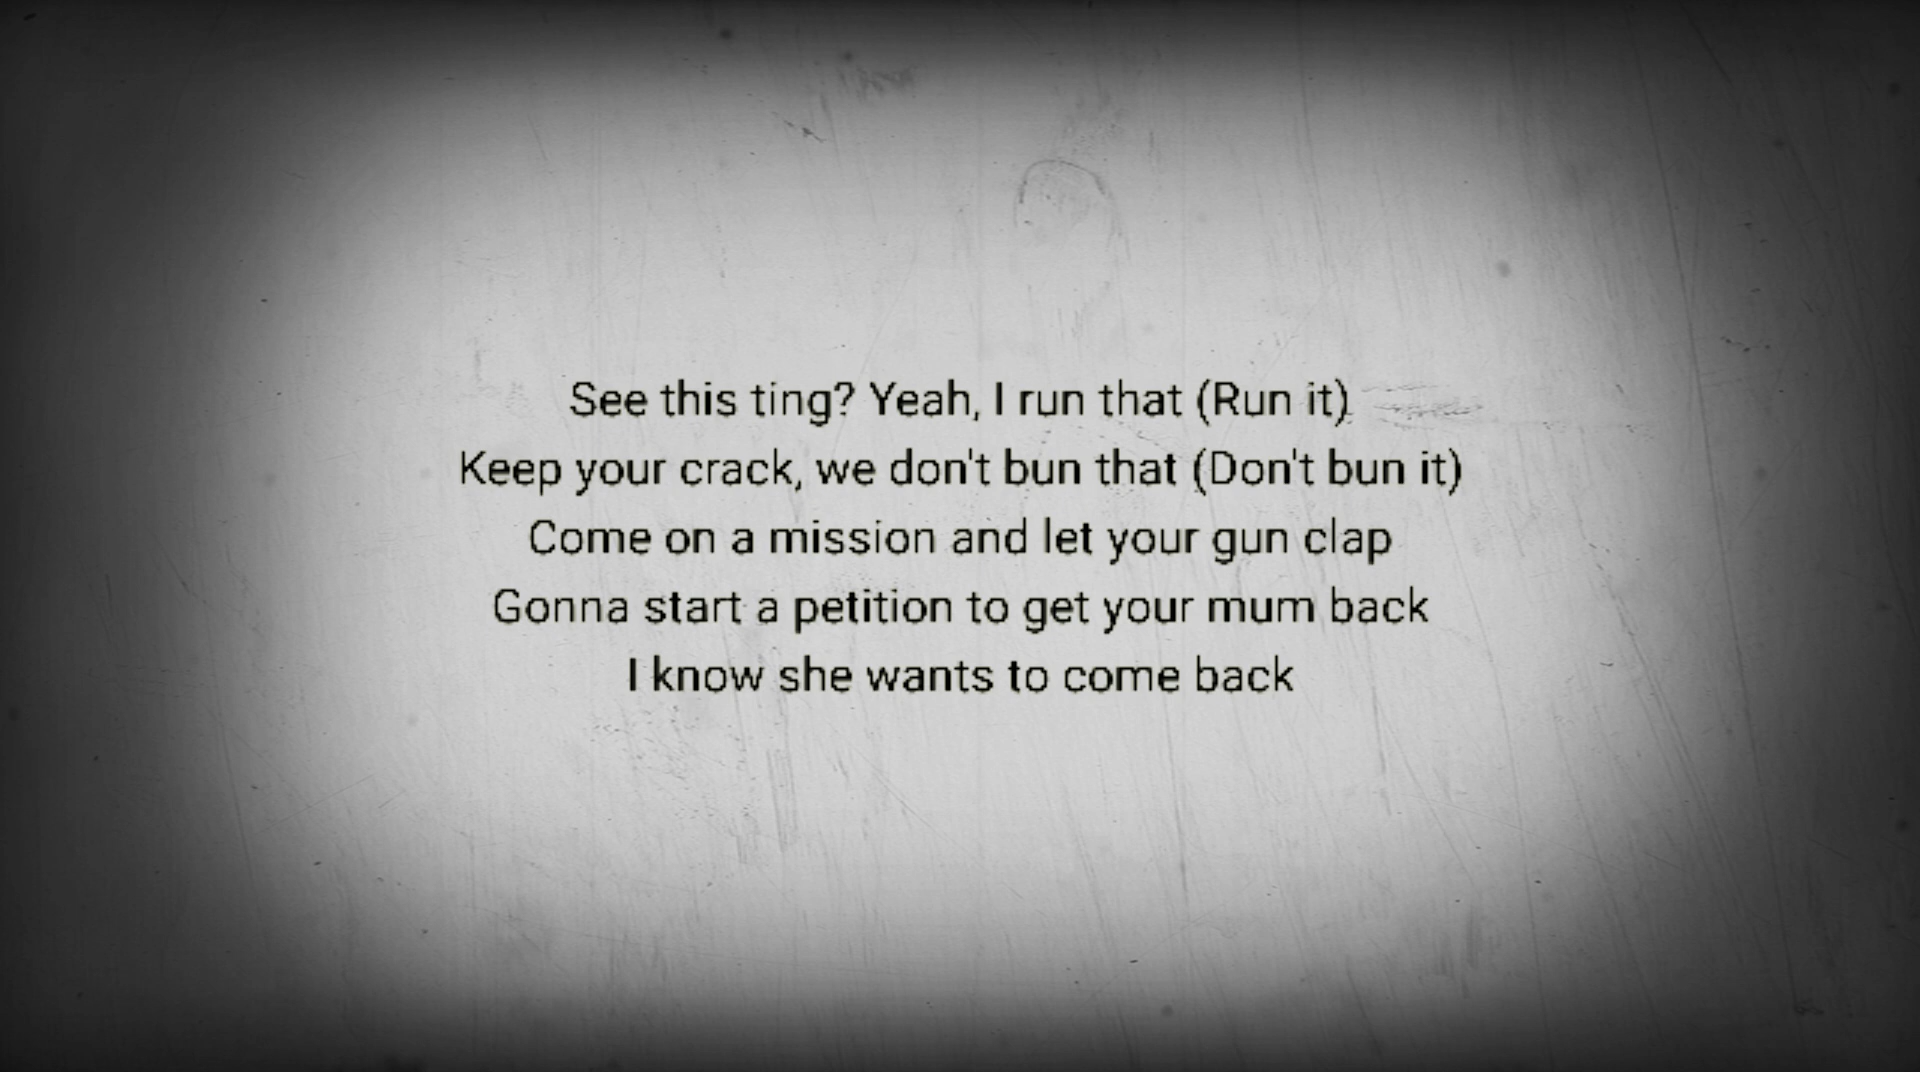 See this ting? Yeah, I run that (Run it)
Keep your crack, we don't bun that (Don't bun it)
Come on a mission and let your gun clap
Gonna start a petition to get your mum back
I know she wants to come back